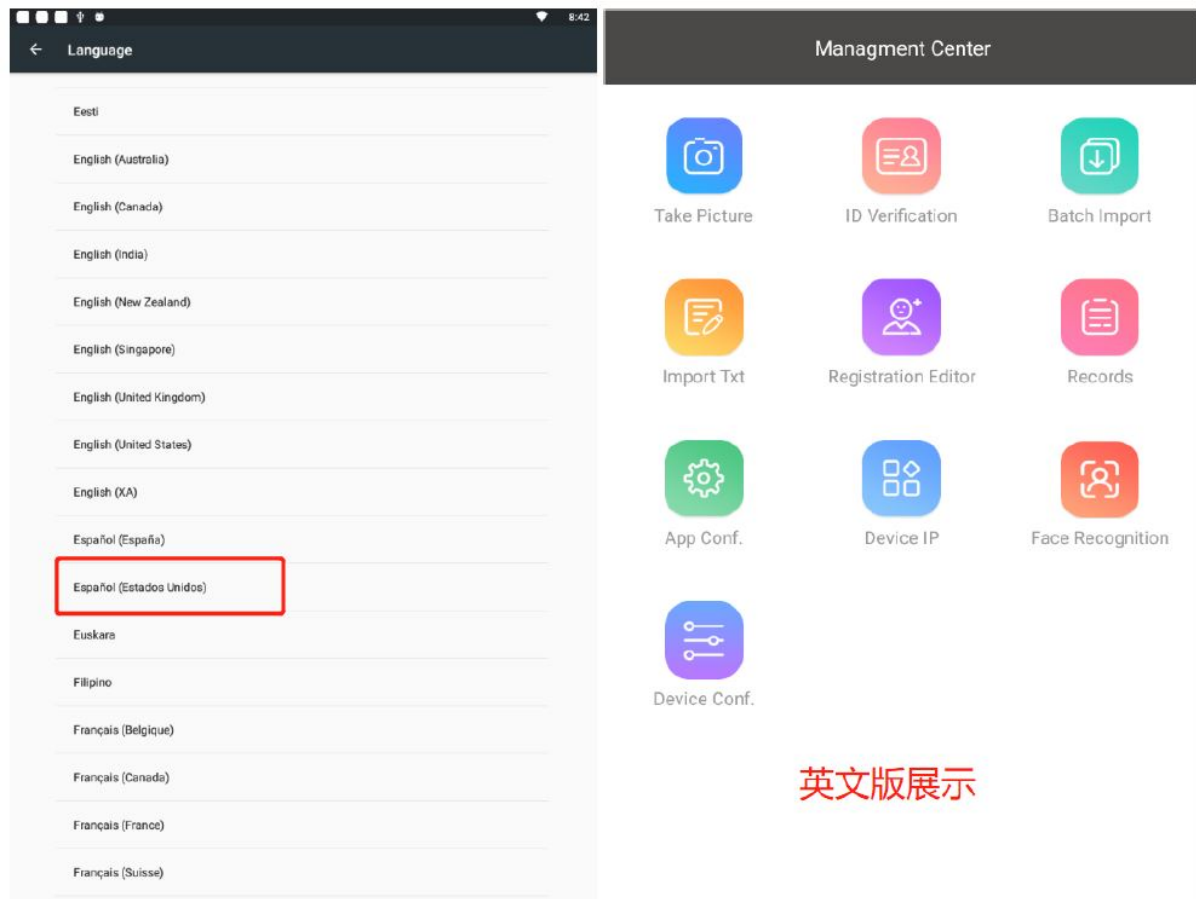 8:42
Language
Eesti
English (Australia)
English (Canada)
English (India)
English (New Zealand)
English (Singapore)
English (United Kingdom)
English (United States)
English (XA)
Español (España)
Español (Estados Unidos)
Euskara
Filipino
Français (Belgique)
Français (Canada)
Français (France)
Français (Suisse)
Managment Center
Take Picture ID Verification Batch Import
Import Txt Registration Editor Records
App Conf. Device IP Face Recognition
Device Conf.
英文版展示